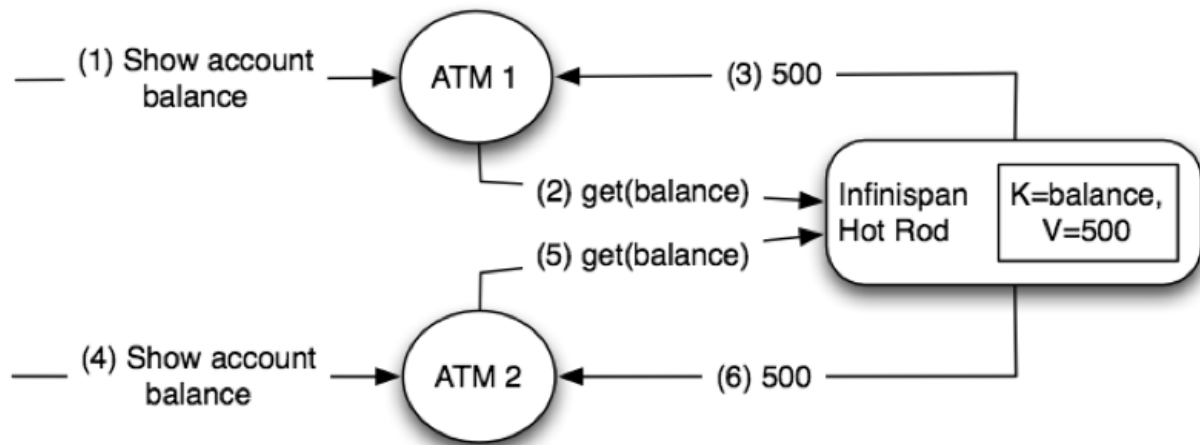 (1) Show account
balance
ATM 1
(3) 500
(2) get(balance)
Infinispan
Hot Rod
K=balance,
V=500
(5) get(balance)
(4) Show account
balance
ATM 2
(6) 500